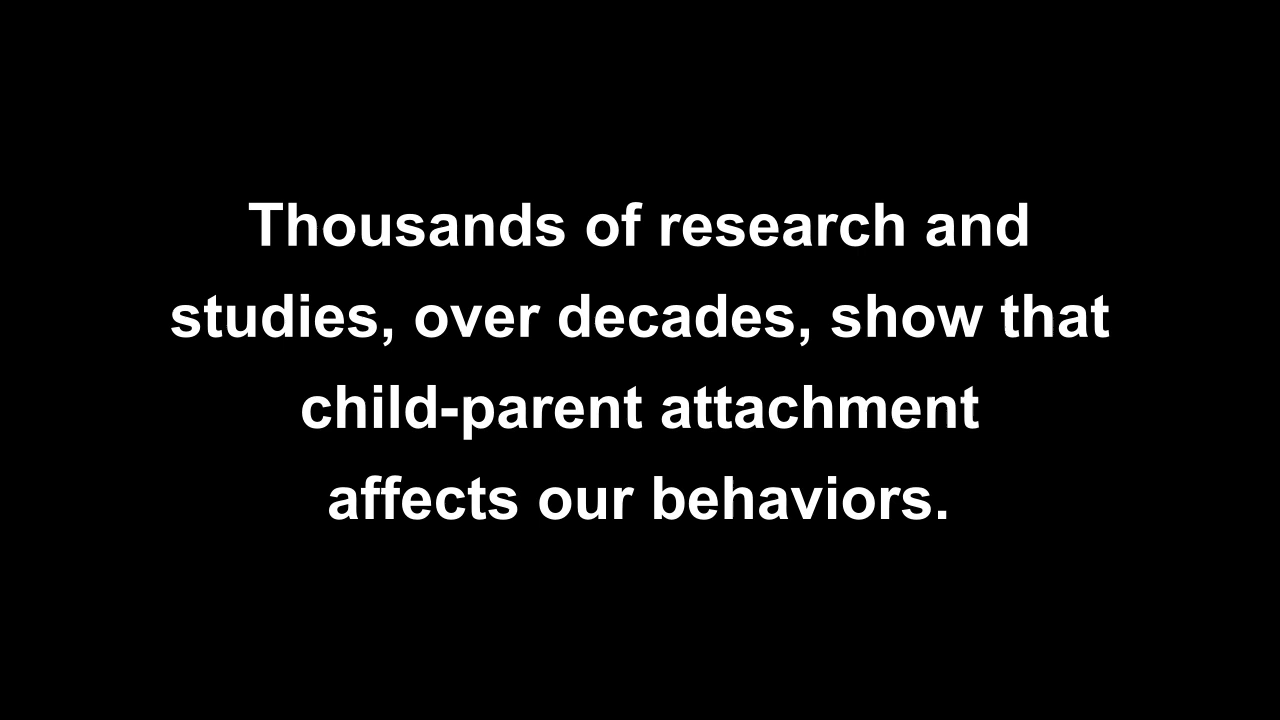 Thousands of research and
studies, over decades, show that
child-parent attachment
affects our behaviors.